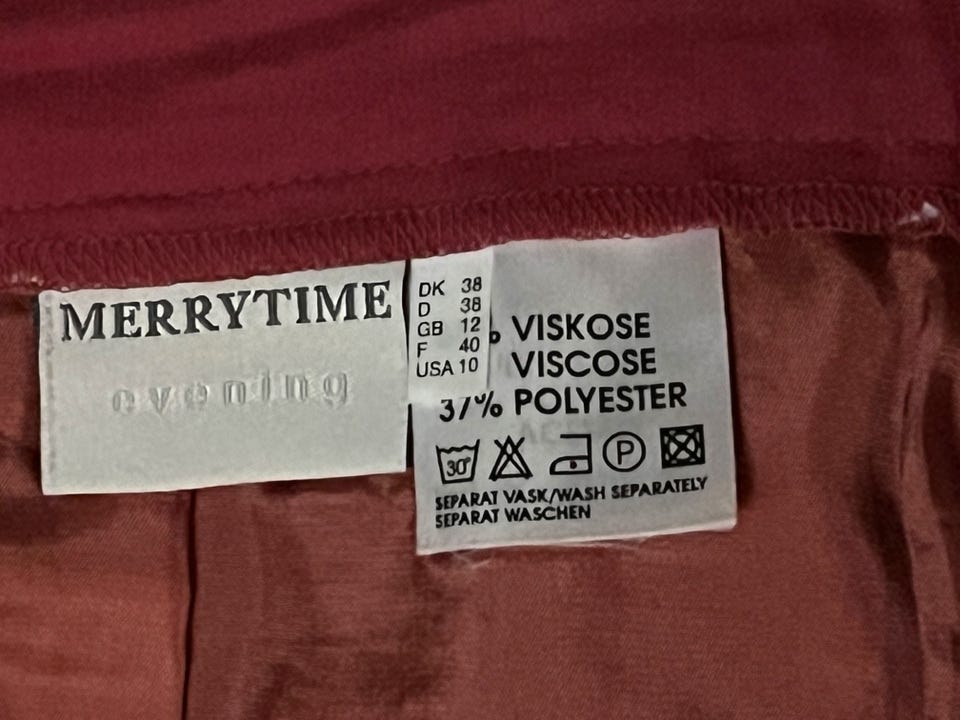 MERRYTIME
evening
DK 38
D 38
GB 12
F 40
USA 10
% VISKOSE
VISCOSE
37% POLYESTER
30°
P
SEPARAT VASK/WASH SEPARATELY
SEPARAT WASCHEN